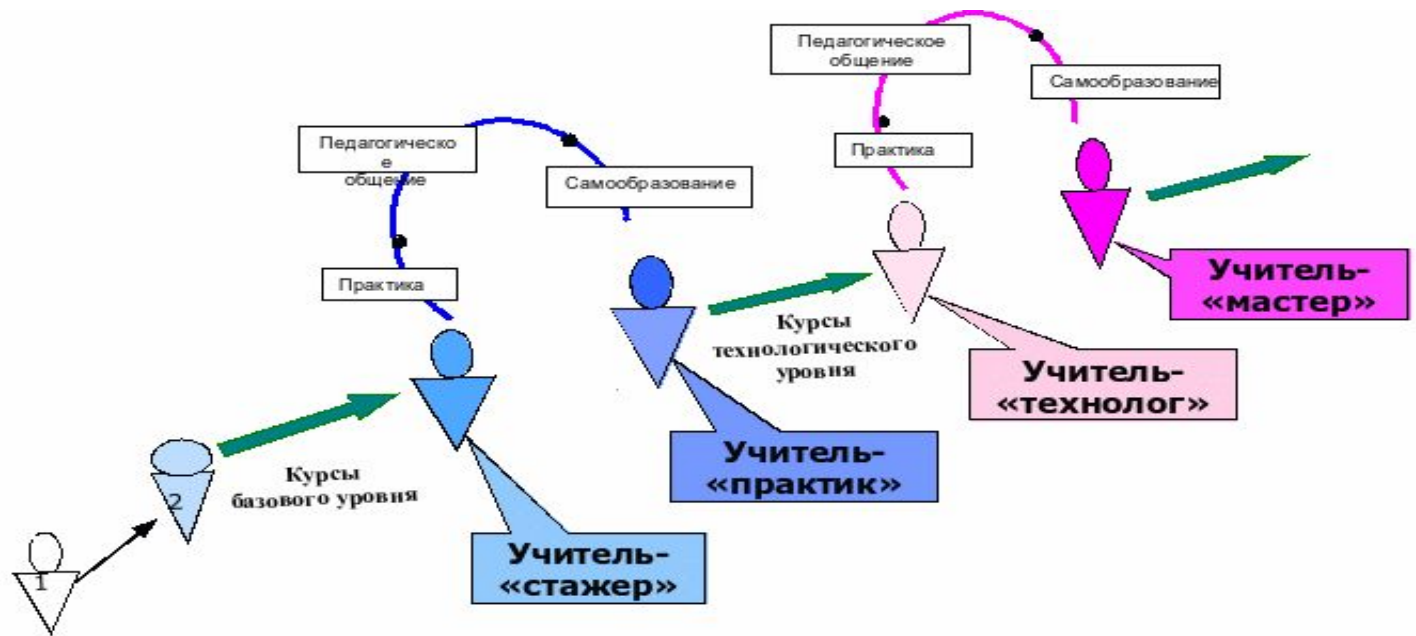 Педагогическое
общение
Самообразование
Практика
Педагогическо
е
общение
Самообразование
Практика
Учитель-
«мастер»
Курсы
технологического
уровня
Учитель-
«технолог»
Учитель-
«практик»
Курсы
базового уровня
2
Учитель-
«стажер»
1